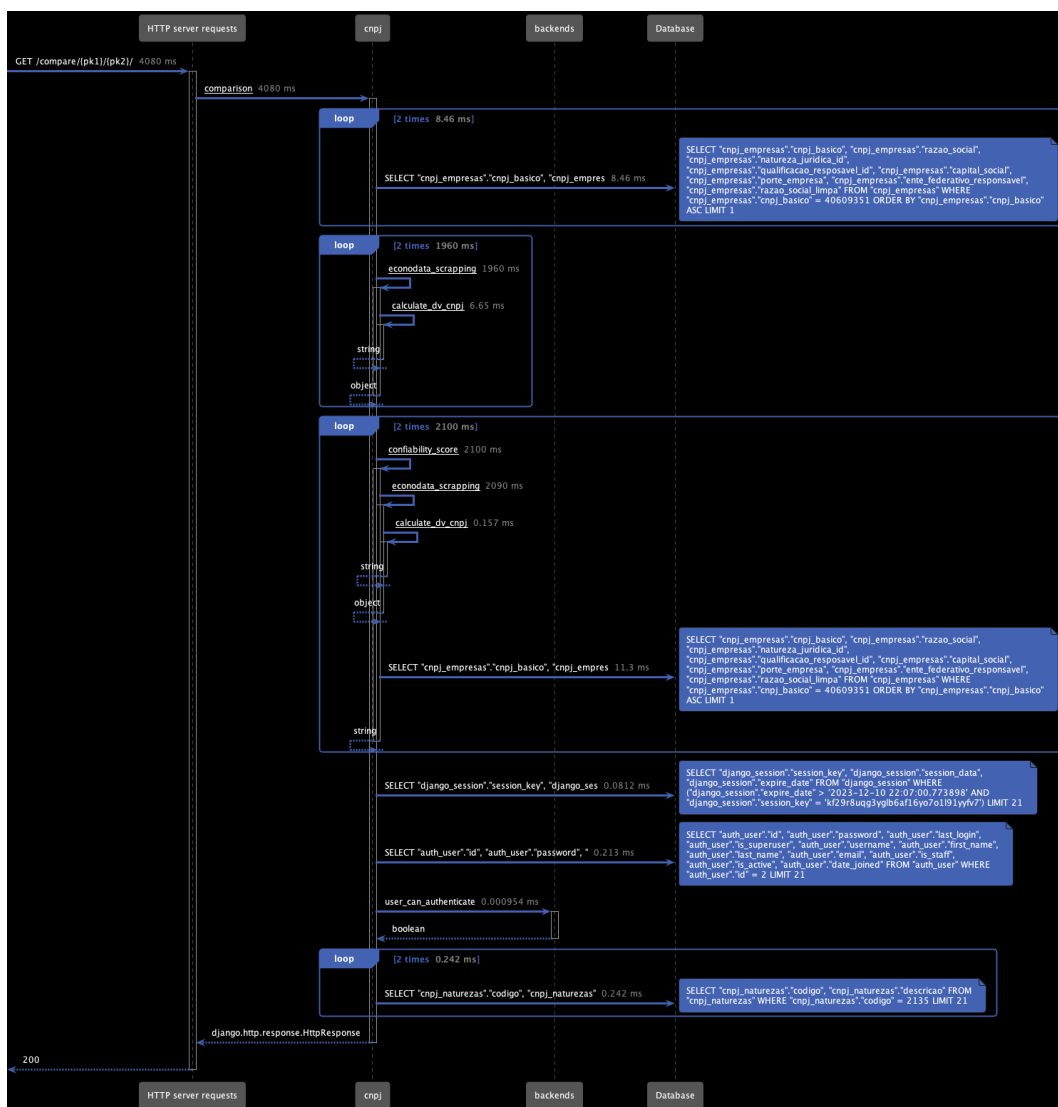 HTTP server requests
cnpj
backends
Database
GET /compare/{pk1}/{pk2}/ 4080 ms
comparison 4080 ms
loop
[2 times 8.46 ms]
SELECT "cnpj_empresas"."cnpj_basico", "cnpj_empres 8.46 ms
SELECT "cnpj_empresas"."cnpj_basico", "cnpj_empresas"."razao_social",
"cnpj_empresas"."natureza_juridica_id",
"cnpj_empresas"."qualificacao_resposavel_id", "cnpj_empresas"."capital_social",
"cnpj_empresas"."porte_empresa", "cnpj_empresas"."ente_federativo_responsavel",
"cnpj_empresas"."razao_social_limpa" FROM "cnpj_empresas" WHERE
"cnpj_empresas"."cnpj_basico" = 40609351 ORDER BY "cnpj_empresas"."cnpj_basico"
ASC LIMIT 1
loop
[2 times 1960 ms]
econodata_scrapping 1960 ms
calculate_dv_cnpj 6.65 ms
string
object
loop
[2 times 2100 ms]
confiability_score 2100 ms
econodata_scrapping 2090 ms
calculate_dv_cnpj 0.157 ms
string
object
SELECT "cnpj_empresas"."cnpj_basico", "cnpj_empres 11.3 ms
SELECT "cnpj_empresas"."cnpj_basico", "cnpj_empresas"."razao_social",
"cnpj_empresas"."natureza_juridica_id",
"cnpj_empresas"."qualificacao_resposavel_id", "cnpj_empresas"."capital_social",
"cnpj_empresas"."porte_empresa", "cnpj_empresas"."ente_federativo_responsavel",
"cnpj_empresas"."razao_social_limpa" FROM "cnpj_empresas" WHERE
"cnpj_empresas"."cnpj_basico" = 40609351 ORDER BY "cnpj_empresas"."cnpj_basico"
ASC LIMIT 1
string
SELECT "django_session"."session_key", "django_ses 0.0812 ms
SELECT "django_session"."session_key", "django_session"."session_data",
"django_session"."expire_date" FROM "django_session" WHERE
("django_session"."expire_date" > '2023-12-10 22:07:00.773898' AND
"django_session"."session_key" = 'kf29r8uqg3yglb6af16yo7o1l91yyfv7') LIMIT 21
SELECT "auth_user"."id", "auth_user"."password", " 0.213 ms
SELECT "auth_user"."id", "auth_user"."password", "auth_user"."last_login",
"auth_user"."is_superuser", "auth_user"."username", "auth_user"."first_name",
"auth_user"."last_name", "auth_user"."email", "auth_user"."is_staff",
"auth_user"."is_active", "auth_user"."date_joined" FROM "auth_user" WHERE
"auth_user"."id" = 2 LIMIT 21
user_can_authenticate 0.000954 ms
boolean
loop
[2 times 0.242 ms]
SELECT "cnpj_naturezas"."codigo", "cnpj_naturezas" 0.242 ms
SELECT "cnpj_naturezas"."codigo", "cnpj_naturezas"."descricao" FROM
"cnpj_naturezas" WHERE "cnpj_naturezas"."codigo" = 2135 LIMIT 21
django.http.response.HttpResponse
200
HTTP server requests
cnpj
backends
Database